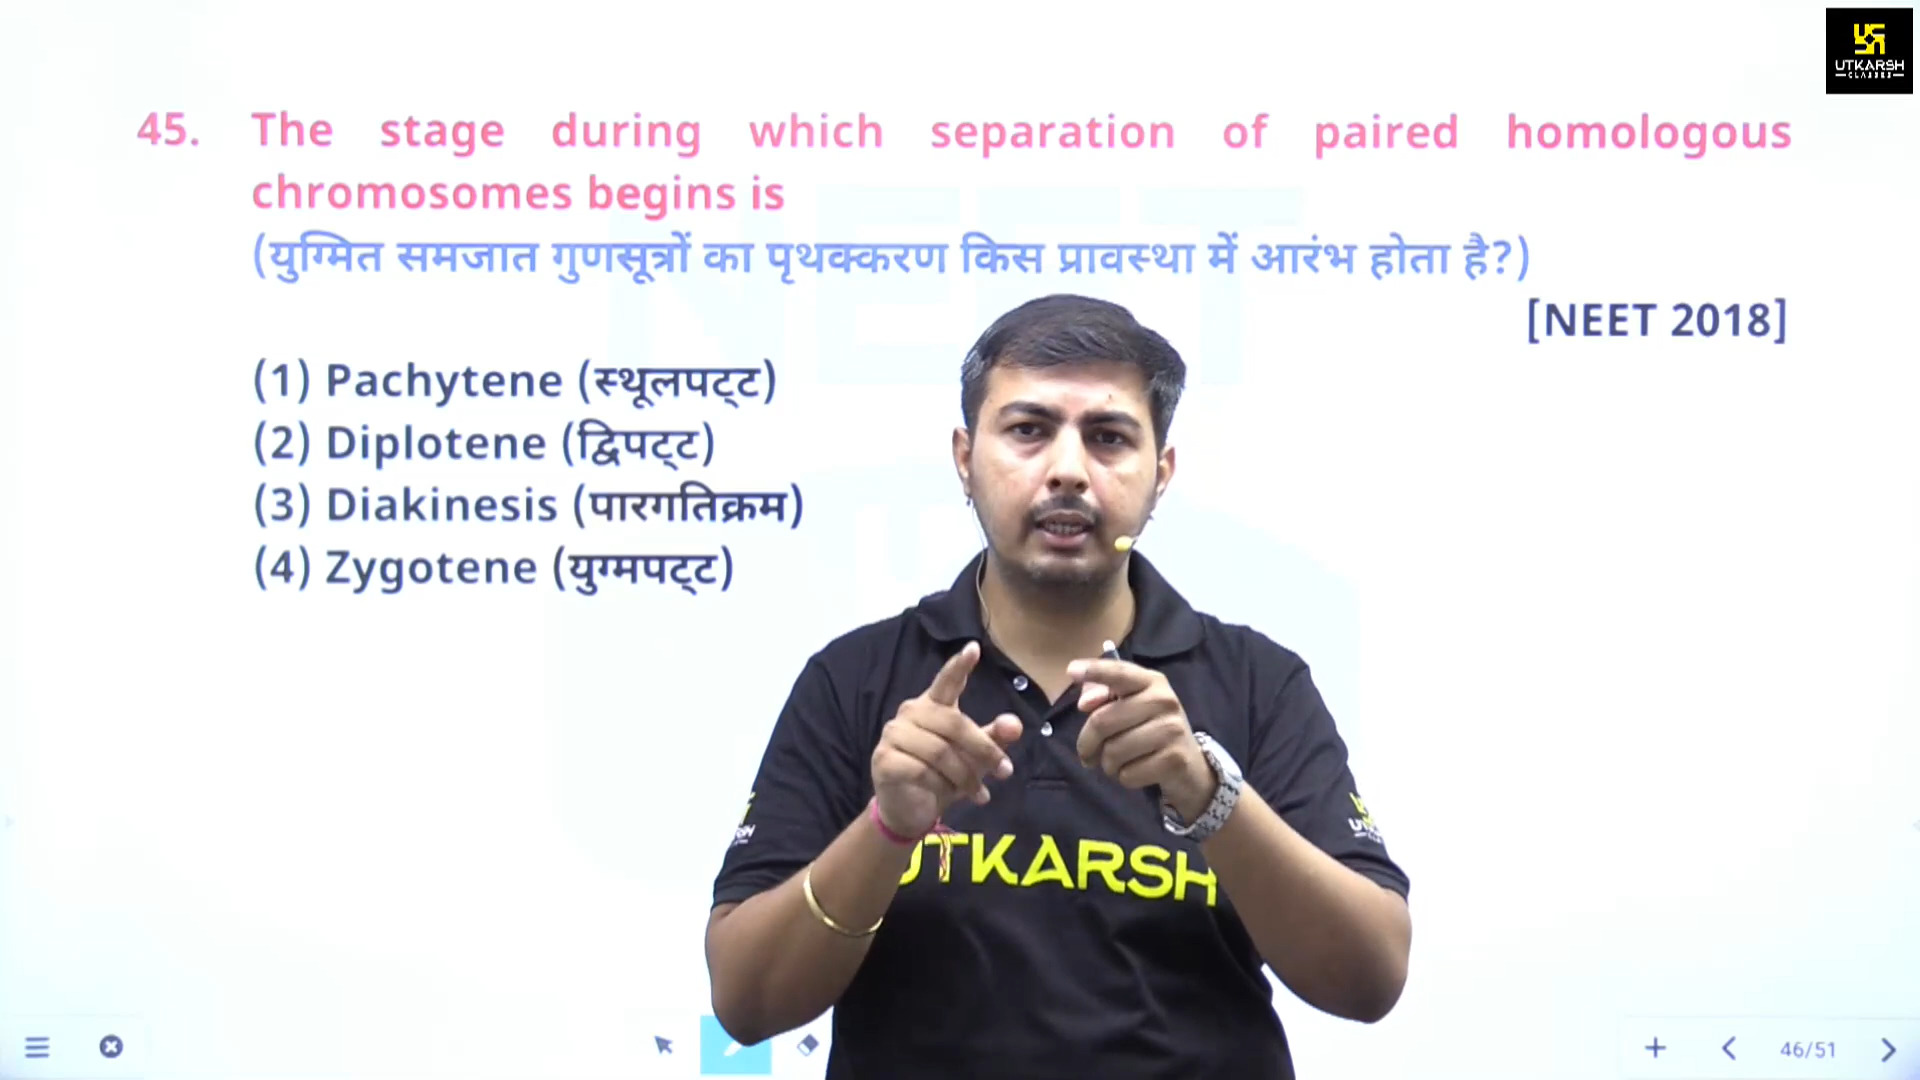 UTKARSH
CLASSES
45. The stage during which separation of paired homologous
chromosomes begins is
(युग्मित समजात गुणसूत्रों का पृथक्करण किस प्रावस्था में आरंभ होता है?)
[NEET 2018]
(1) Pachytene (स्थूलपट्ट)
(2) Diplotene (द्विपट्ट)
(3) Diakinesis (पारगतिक्रम)
(4) Zygotene (युग्मपट्ट)
UTKARSH
46/51